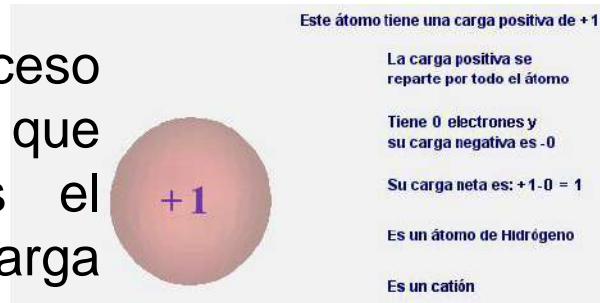 ceso
que
s el
arga
+1
Este átomo tiene una carga positiva de +1
La carga positiva se
reparte por todo el átomo
Tiene 0 electrones y
su carga negativa es -0
Su carga neta es: +1-0 = 1
Es un átomo de Hidrógeno
Es un catión